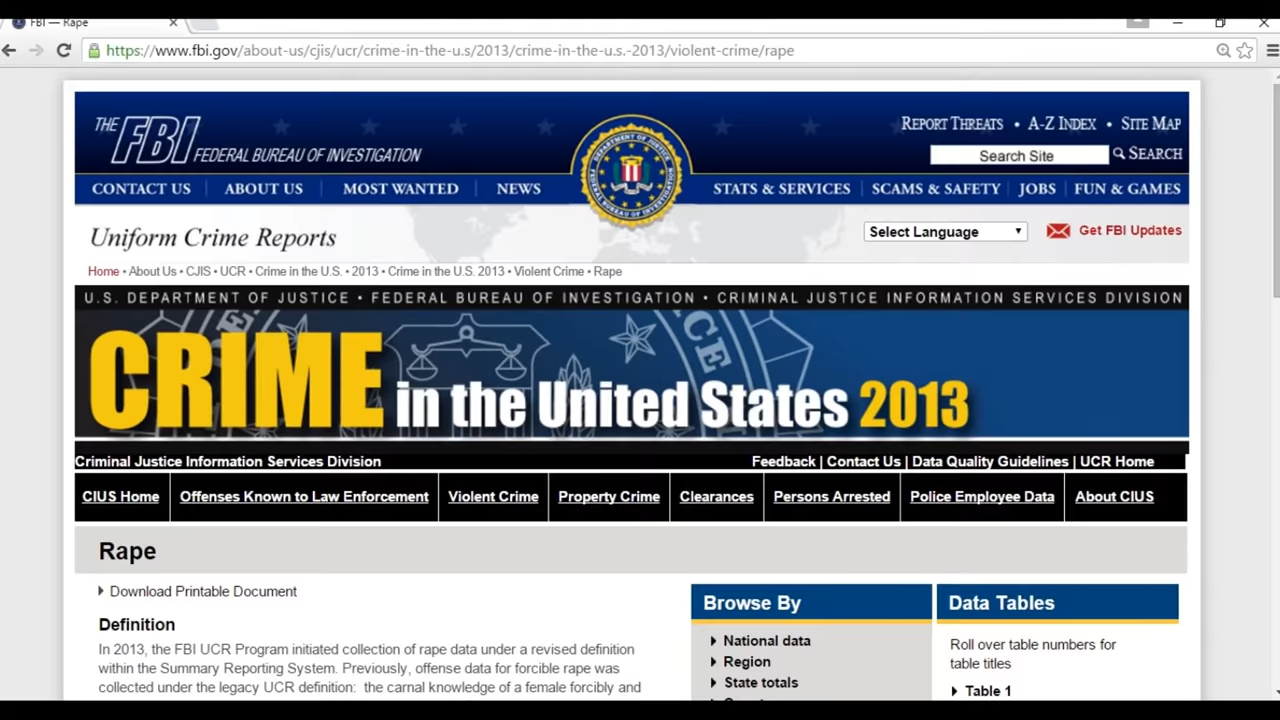 FBI — Rape
https://www.fbi.gov/about-us/cjis/ucr/crime-in-the-u.s/2013/crime-in-the-u.s.-2013/violent-crime/rape
THE FBI FEDERAL BUREAU OF INVESTIGATION
REPORT THREATS • A-Z INDEX • SITE MAP
Search Site SEARCH
CONTACT US ABOUT US MOST WANTED NEWS STATS & SERVICES SCAMS & SAFETY JOBS FUN & GAMES
Uniform Crime Reports
Select Language Get FBI Updates
Home • About Us • CJIS • UCR • Crime in the U.S. • 2013 • Crime in the U.S. 2013 • Violent Crime • Rape
U.S. DEPARTMENT OF JUSTICE • FEDERAL BUREAU OF INVESTIGATION • CRIMINAL JUSTICE INFORMATION SERVICES DIVISION
CRIME in the United States 2013
Criminal Justice Information Services Division
Feedback | Contact Us | Data Quality Guidelines | UCR Home
CIUS Home Offenses Known to Law Enforcement Violent Crime Property Crime Clearances Persons Arrested Police Employee Data About CIUS
Rape
Download Printable Document
Definition
In 2013, the FBI UCR Program initiated collection of rape data under a revised definition
within the Summary Reporting System. Previously, offense data for forcible rape was
collected under the legacy UCR definition: the carnal knowledge of a female forcibly and
Browse By
National data
Region
State totals
Data Tables
Roll over table numbers for
table titles
Table 1